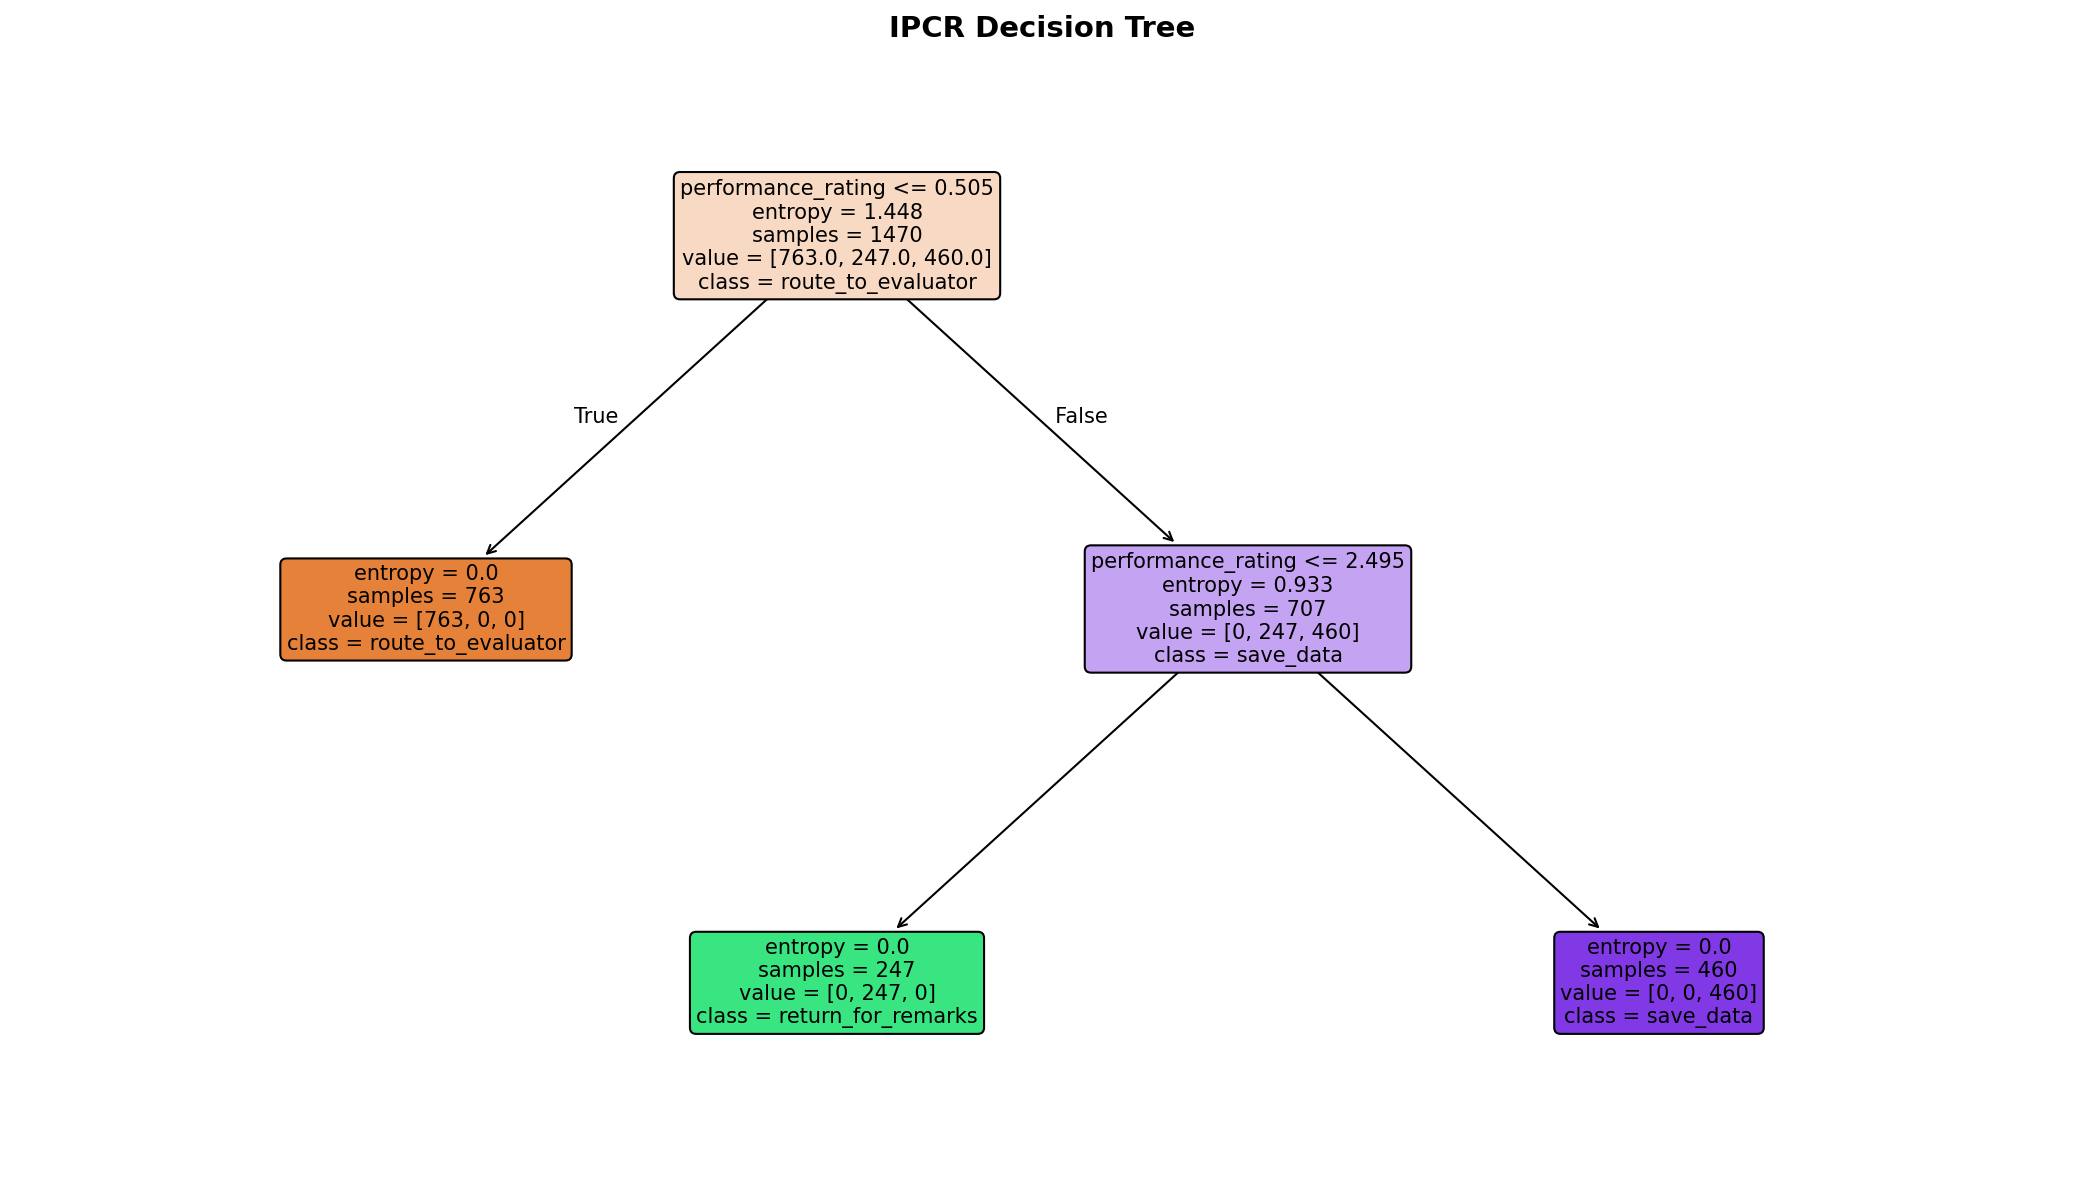 IPCR Decision Tree
performance_rating <= 0.505
entropy = 1.448
samples = 1470
value = [763.0, 247.0, 460.0]
class = route_to_evaluator
True
False
entropy = 0.0
samples = 763
value = [763, 0, 0]
class = route_to_evaluator
performance_rating <= 2.495
entropy = 0.933
samples = 707
value = [0, 247, 460]
class = save_data
entropy = 0.0
samples = 247
value = [0, 247, 0]
class = return_for_remarks
entropy = 0.0
samples = 460
value = [0, 0, 460]
class = save_data